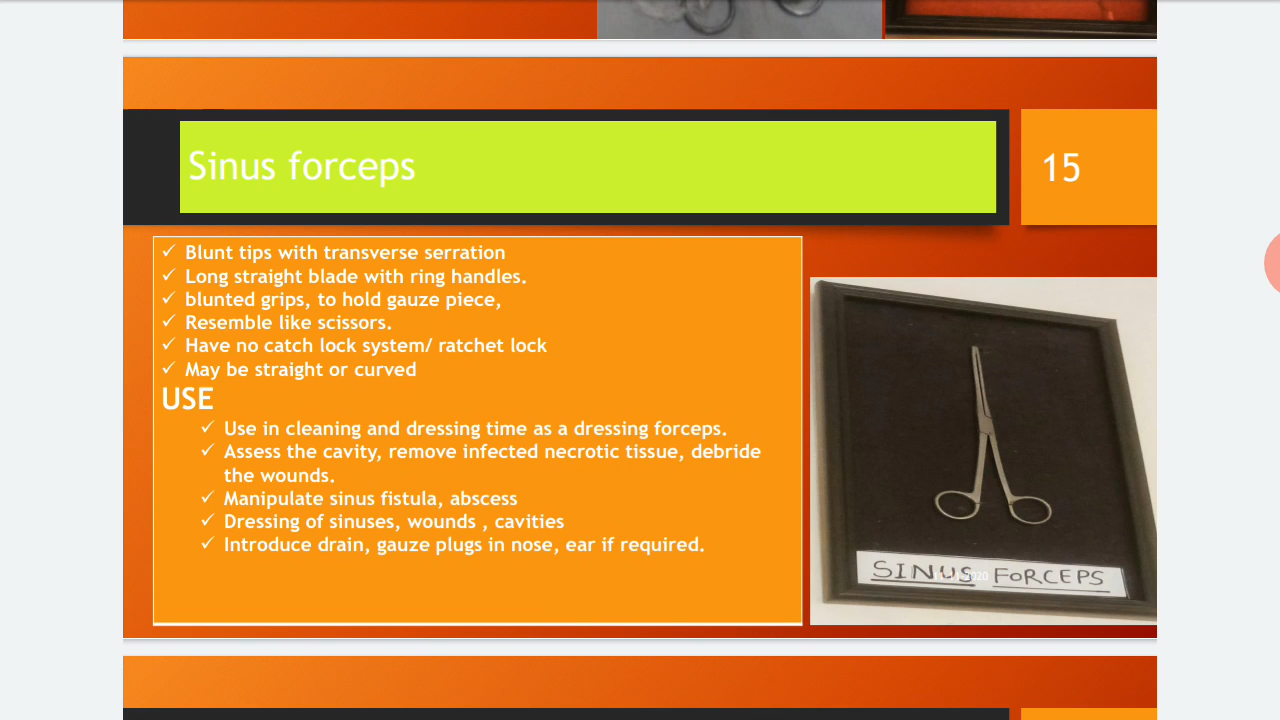 Sinus forceps
15
✓ Blunt tips with transverse serration
✓ Long straight blade with ring handles.
✓ blunted grips, to hold gauze piece,
✓ Resemble like scissors.
✓ Have no catch lock system/ ratchet lock
✓ May be straight or curved
USE
✓ Use in cleaning and dressing time as a dressing forceps.
✓ Assess the cavity, remove infected necrotic tissue, debride
the wounds.
✓ Manipulate sinus fistula, abscess
✓ Dressing of sinuses, wounds , cavities
✓ Introduce drain, gauze plugs in nose, ear if required.
SINUS FORCEPS